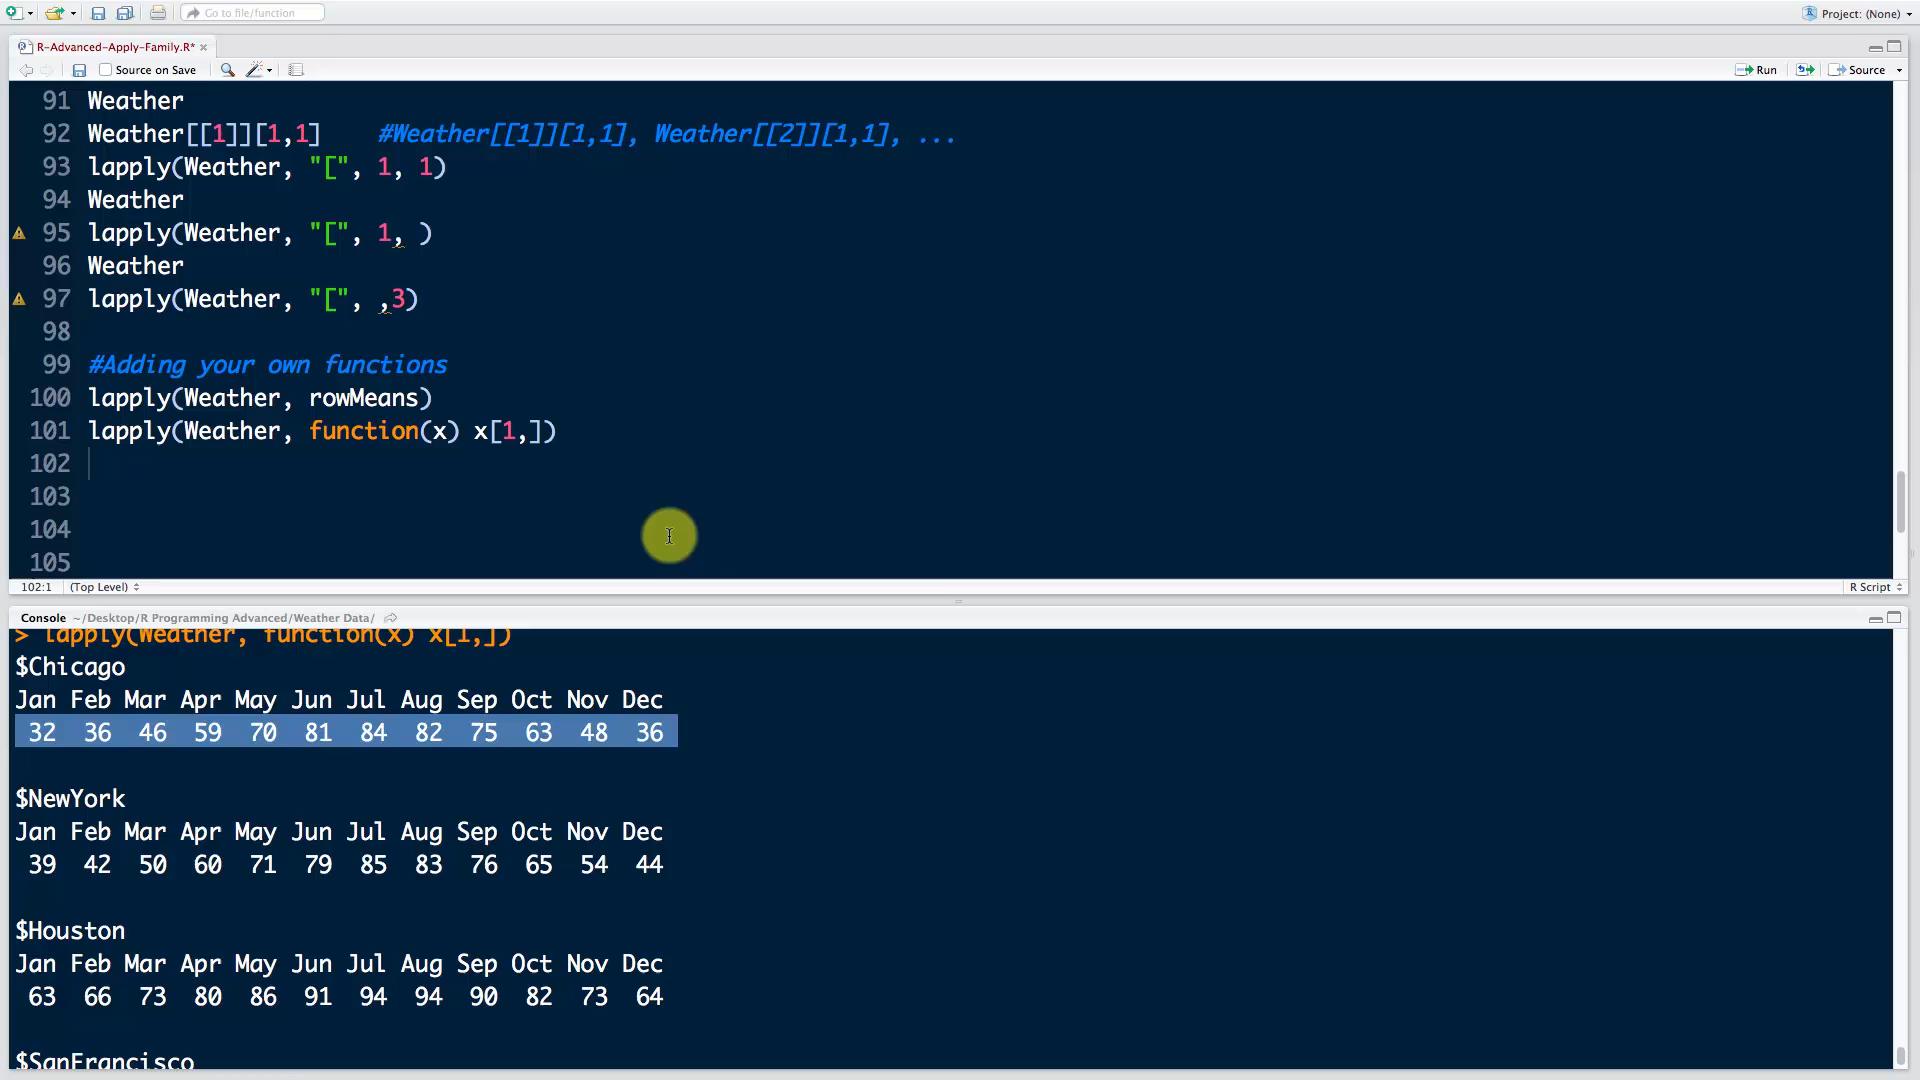 Go to file/function
Project: (None)
R-Advanced-Apply-Family.R*
Source on Save
Run
Source
91 Weather
92 Weather[[1]][1,1] #Weather[[1]][1,1], Weather[[2]][1,1], ...
93 lapply(Weather, "[", 1, 1)
94 Weather
95 lapply(Weather, "[", 1, )
96 Weather
97 lapply(Weather, "[", ,3)
98
99 #Adding your own functions
100 lapply(Weather, rowMeans)
101 lapply(Weather, function(x) x[1,])
102
103
104
105
102:1 (Top Level) R Script
Console ~/Desktop/R Programming Advanced/Weather Data/
> lapply(Weather, function(x) x[1,])
$Chicago
Jan Feb Mar Apr May Jun Jul Aug Sep Oct Nov Dec
32 36 46 59 70 81 84 82 75 63 48 36
$NewYork
Jan Feb Mar Apr May Jun Jul Aug Sep Oct Nov Dec
39 42 50 60 71 79 85 83 76 65 54 44
$Houston
Jan Feb Mar Apr May Jun Jul Aug Sep Oct Nov Dec
63 66 73 80 86 91 94 94 90 82 73 64
$SanFrancisco